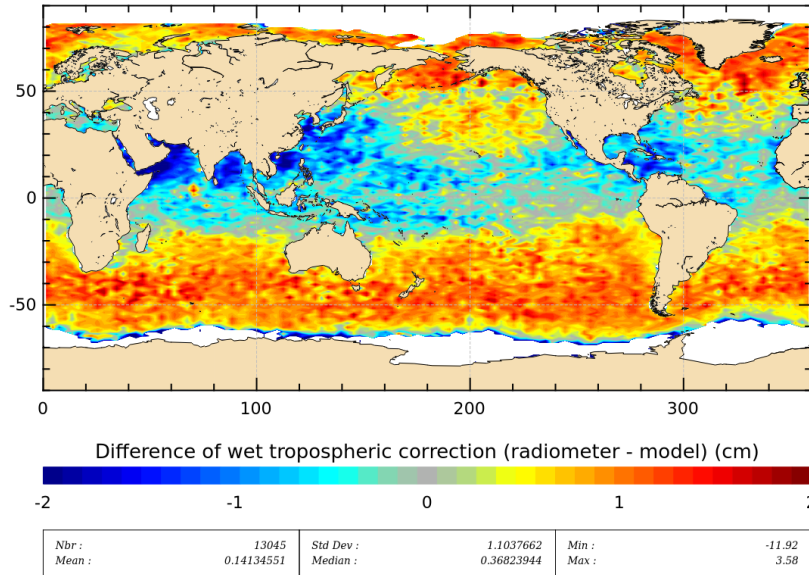 50
0
-50
0 100 200 300
Difference of wet tropospheric correction (radiometer - model) (cm)
-2 -1 0 1 2
Nbr : 13045 Std Dev : 1.1037662 Min : -11.92
Mean : 0.14134551 Median : 0.36823944 Max : 3.58